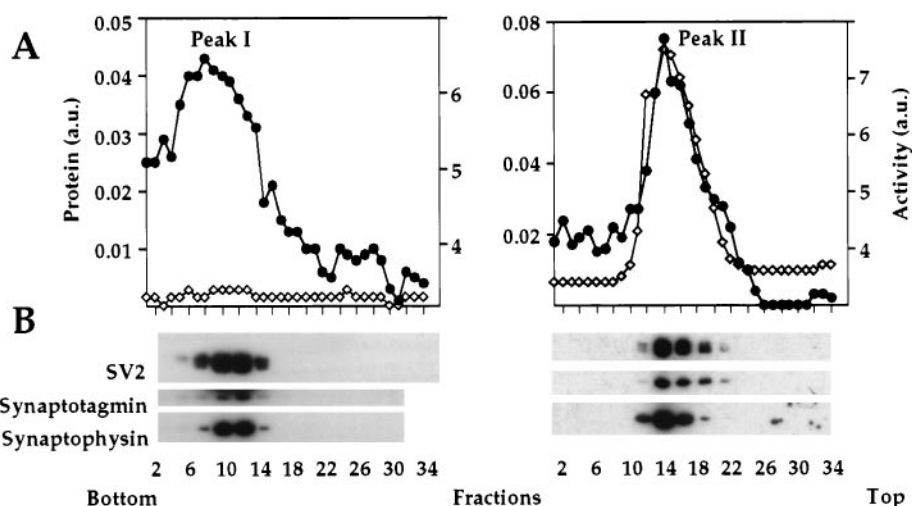 A
Peak I
Peak II
Protein (a.u.)
0.05
0.04
0.03
0.02
0.01
6
5
4
0.08
0.06
0.04
0.02
7
6
5
4
Activity (a.u.)
B
SV2
Synaptotagmin
Synaptophysin
2 6 10 14 18 22 26 30 34
2 6 10 14 18 22 26 30 34
Bottom Fractions Top